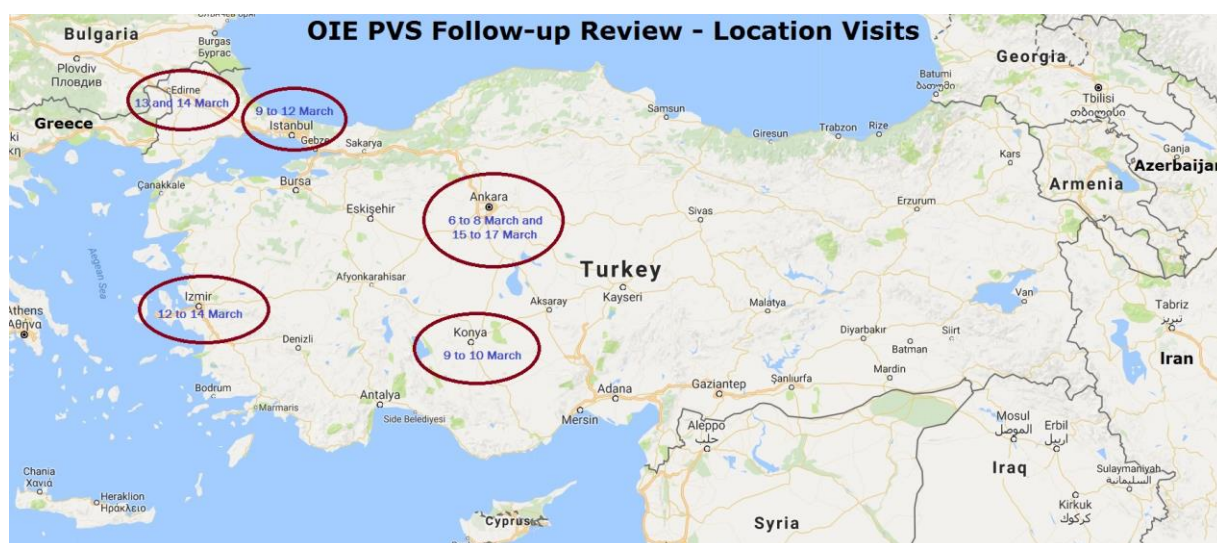 OIE PVS Follow-up Review - Location Visits
Bulgaria
Burgas
Бургас
Plovdiv
Пловдив
Edirne
13 and 14 March
9 to 12 March
Istanbul
Gebze
Sakarya
Greece
Samsun
Giresun
Trabzon
Rize
Batumi
ბათუმი
Georgia
Tbilisi
თბილისი
Ganja
Kars
Azerbaijan
Armenia
Çanakkale
Bursa
Eskişehir
Ankara
6 to 8 March and
15 to 17 March
Sivas
Erzurum
Aegean Sea
Afyonkarahisar
Turkey
Kayseri
Aksaray
Malatya
Van
Tabriz
تبریز
Athens
Αθήνα
Izmir
12 to 14 March
Denizli
Konya
9 to 10 March
Diyarbakır
Siirt
Batman
Mardin
Iran
Bodrum
Marmaris
Antalya
Side Belediyesi
Mersin
Adana
Gaziantep
Şanlıurfa
Aleppo
حلب
Mosul
الموصل
Erbil
اربيل
Iraq
Sulaymaniyah
السليمانية
Kirkuk
كركوك
Chania
Χανιά
Heraklion
Ηράκλειο
Cyprus
Syria